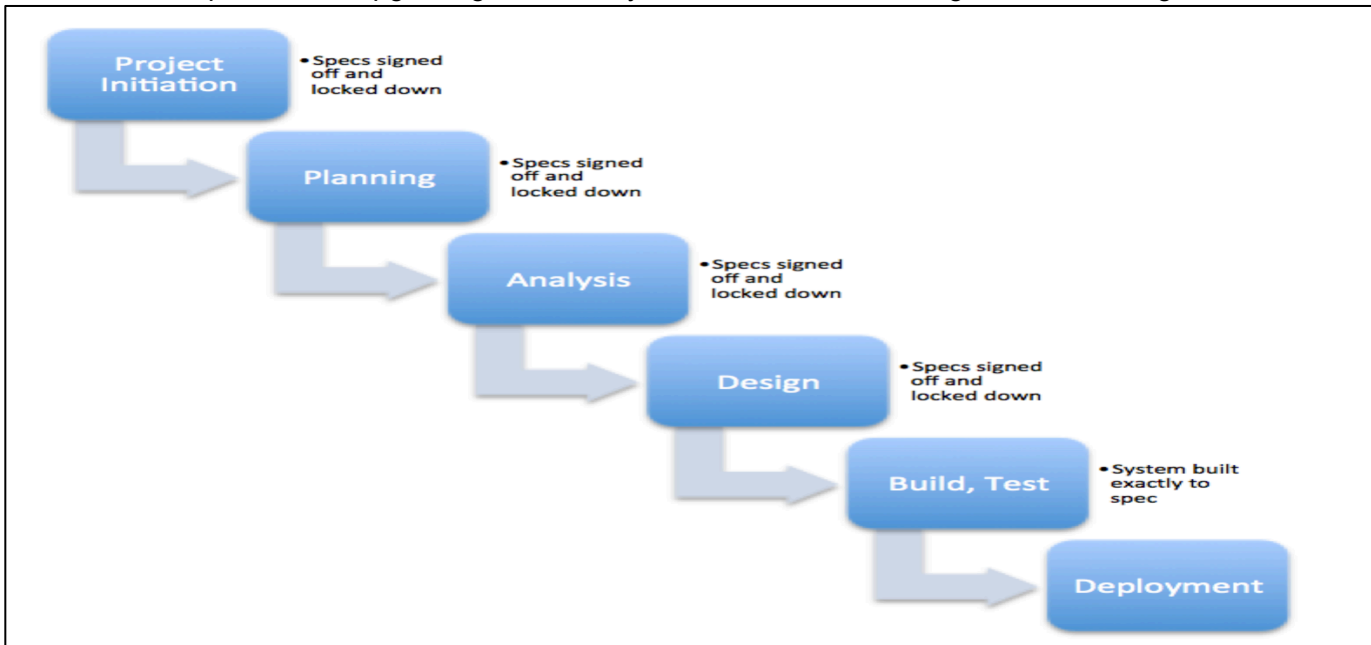 Project
Initiation
•Specs signed
off and
locked down
Planning
•Specs signed
off and
locked down
Analysis
•Specs signed
off and
locked down
Design
•Specs signed
off and
locked down
Build, Test
•System built
exactly to
spec
Deployment